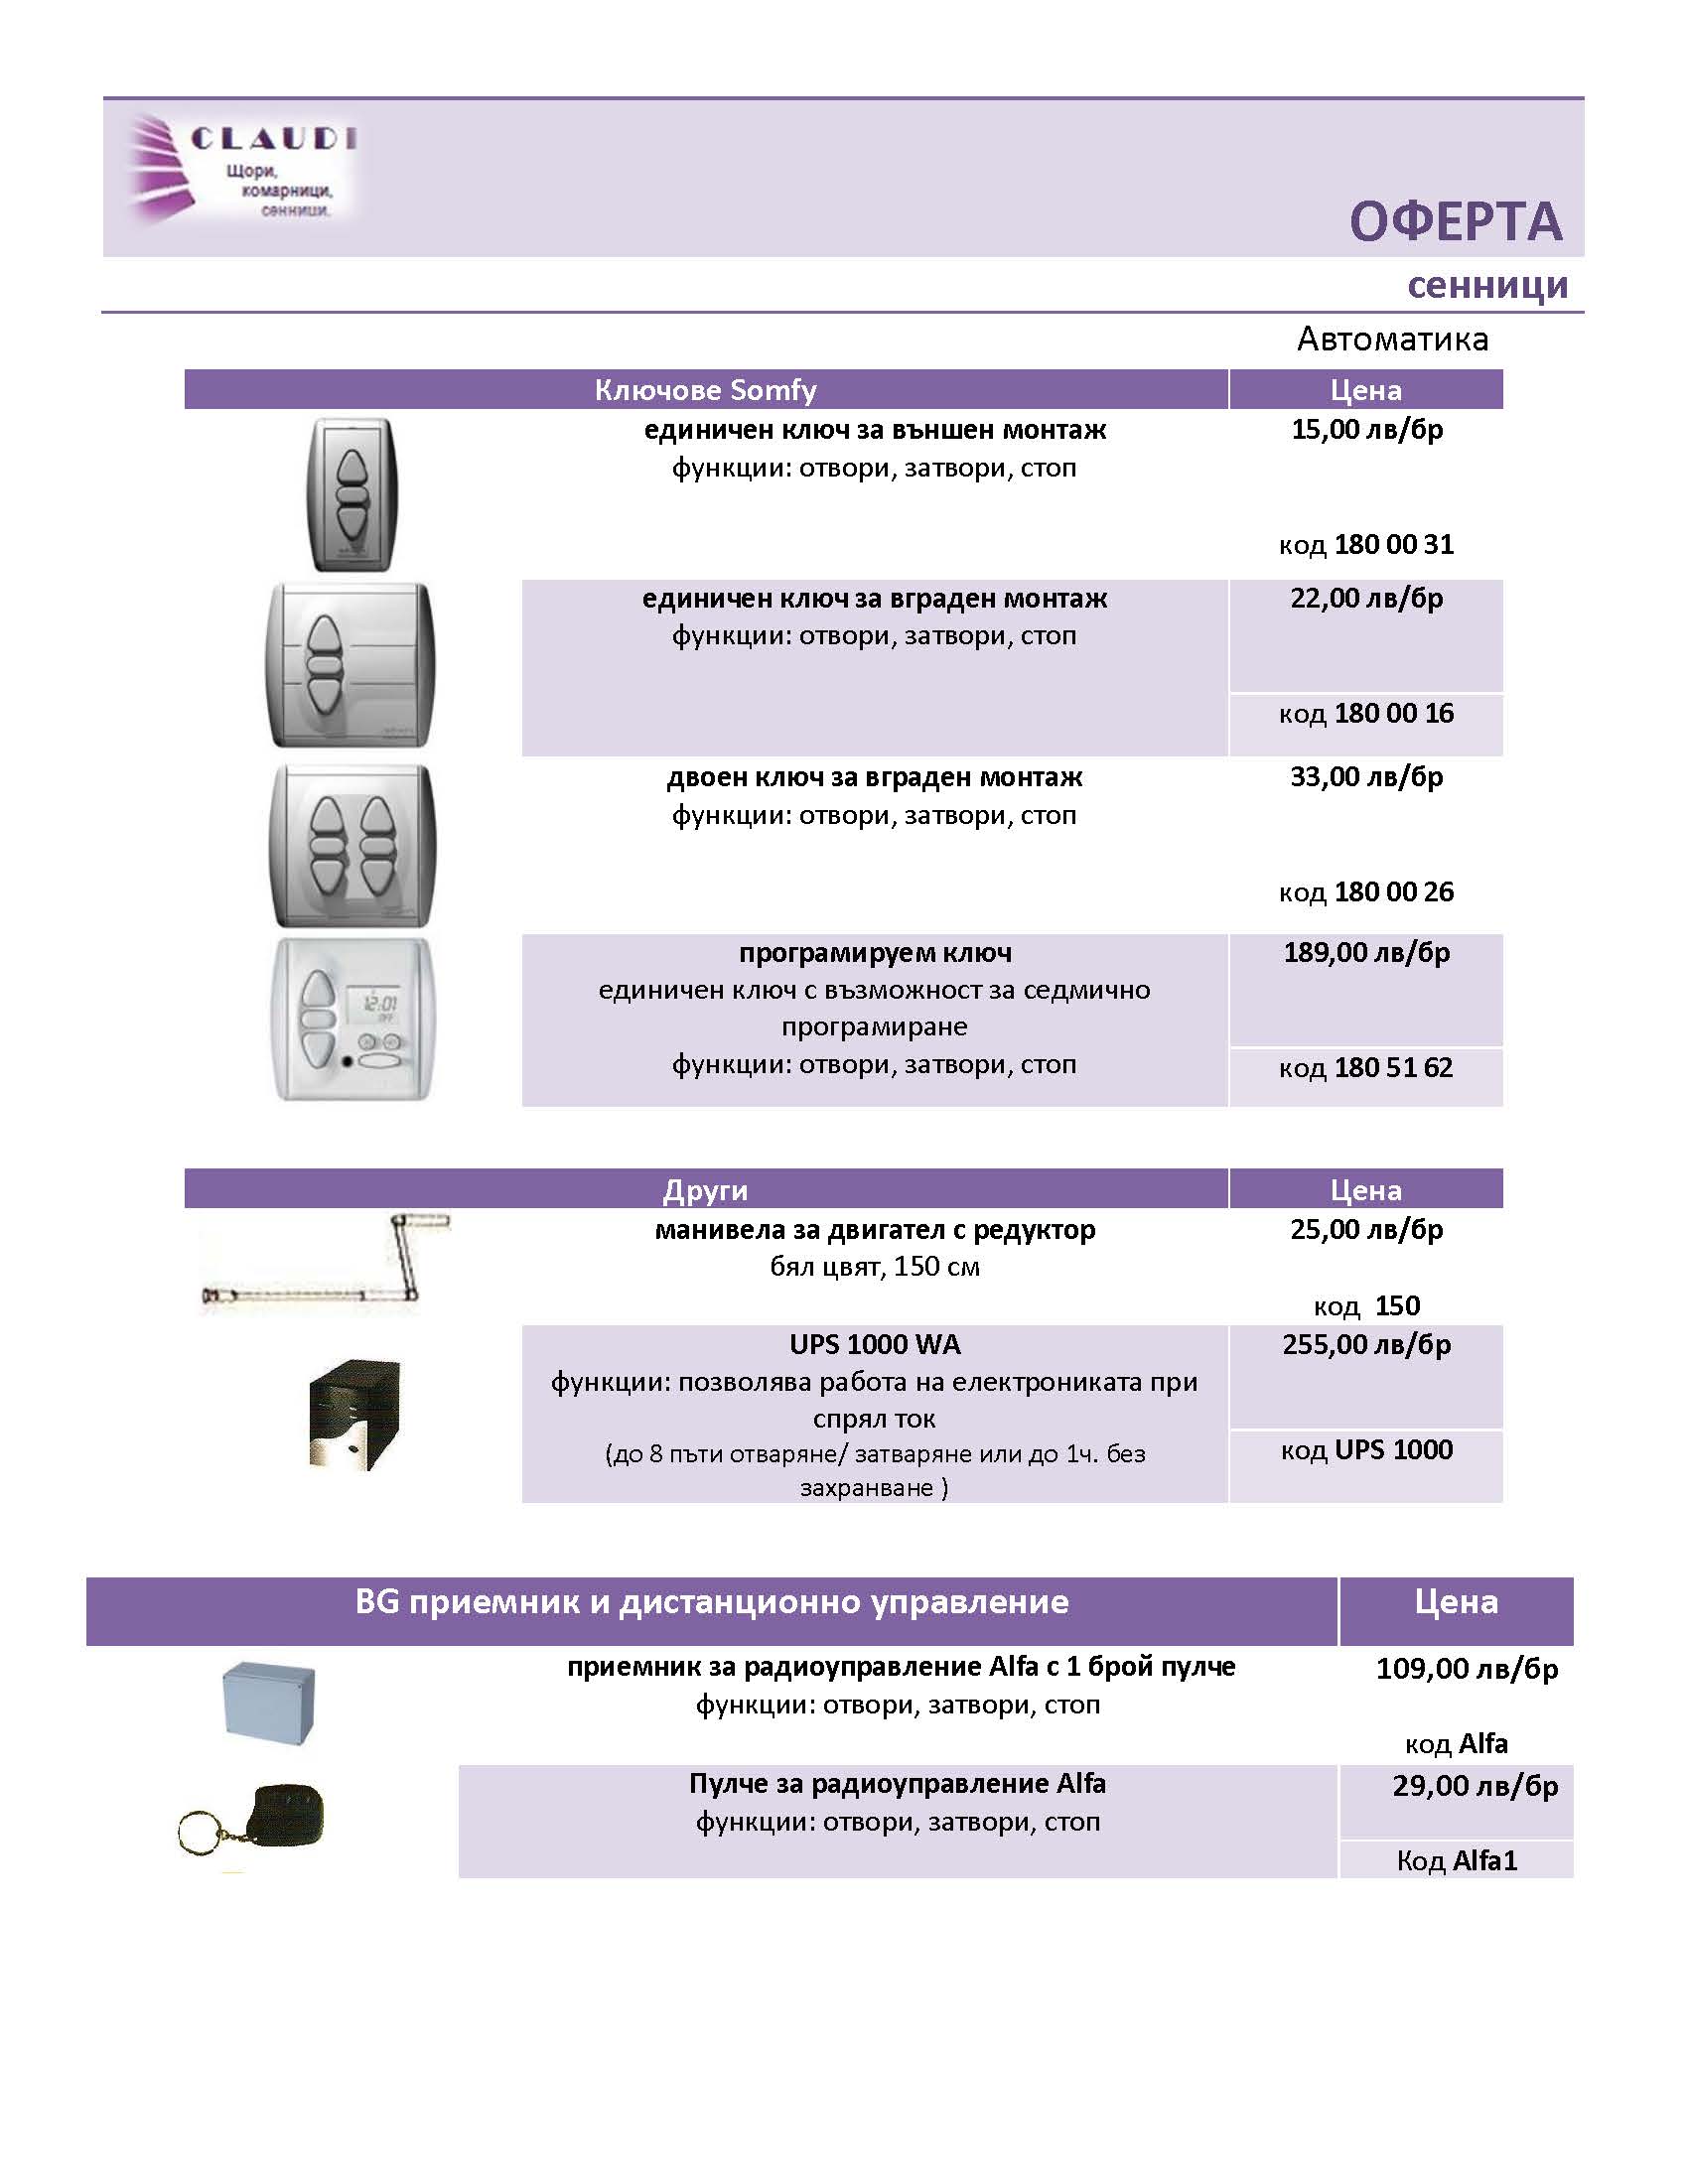 CLAUDI
Щори,
комарници,
сенници.
ОФЕРТА
сенници
Автоматика
Ключове Somfy Цена
единичен ключ за външен монтаж 15,00 лв/бр
функции: отвори, затвори, стоп
код 180 00 31
единичен ключ за вграден монтаж 22,00 лв/бр
функции: отвори, затвори, стоп
код 180 00 16
двоен ключ за вграден монтаж 33,00 лв/бр
функции: отвори, затвори, стоп
код 180 00 26
програмируем ключ 189,00 лв/бр
единичен ключ с възможност за седмично
програмиране
функции: отвори, затвори, стоп
код 180 51 62
12:01
OFF
Други Цена
манивела за двигател с редуктор 25,00 лв/бр
бял цвят, 150 см
код 150
UPS 1000 WA 255,00 лв/бр
функции: позволява работа на електрониката при
спрял ток
(до 8 пъти отваряне/ затваряне или до 1ч. без
захранване )
код UPS 1000
BG приемник и дистанционно управление Цена
приемник за радиоуправление Alfa с 1 брой пулче 109,00 лв/бр
функции: отвори, затвори, стоп
код Alfa
Пулче за радиоуправление Alfa 29,00 лв/бр
функции: отвори, затвори, стоп
Код Alfa1